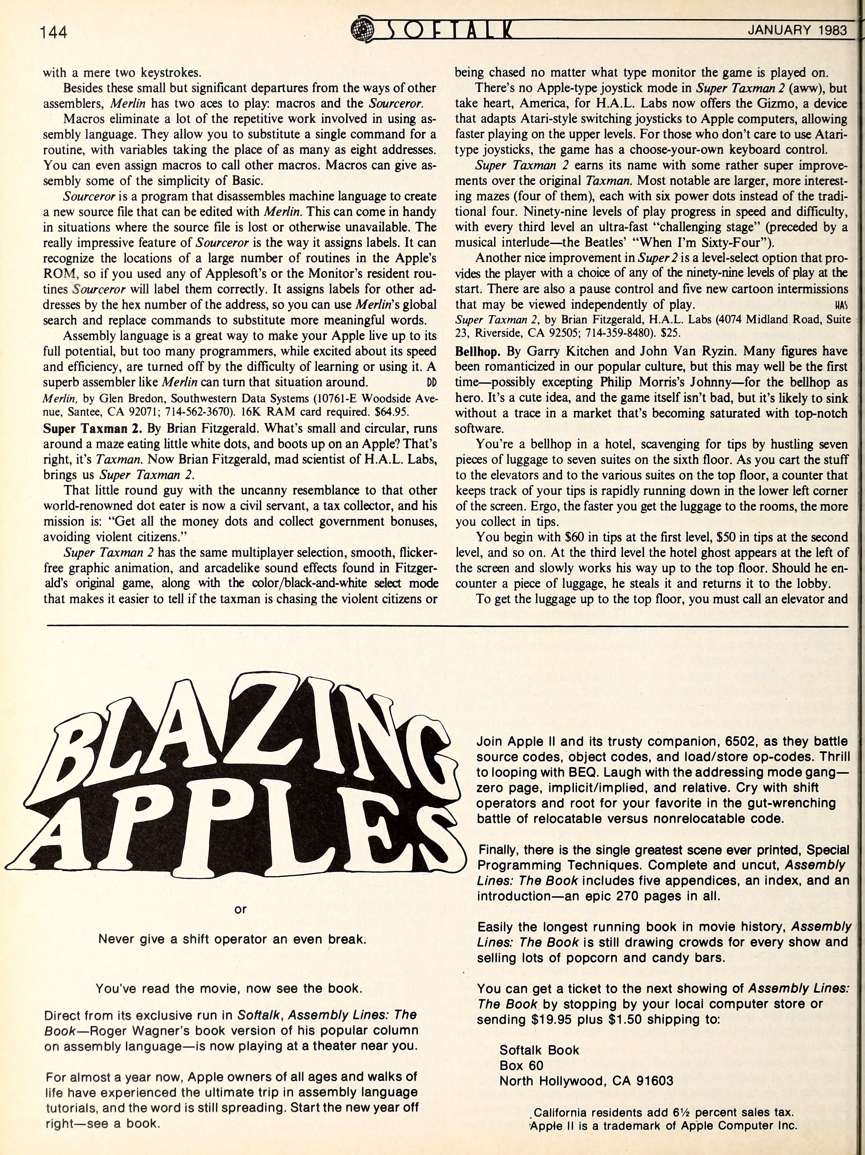 144
SOFTALK
JANUARY 1983
with a mere two keystrokes.
Besides these small but significant departures from the ways of other
assemblers, Merlin has two aces to play: macros and the Sourceror.
Macros eliminate a lot of the repetitive work involved in using as-
sembly language. They allow you to substitute a single command for a
routine, with variables taking the place of as many as eight addresses.
You can even assign macros to call other macros. Macros can give as-
sembly some of the simplicity of Basic.
Sourceror is a program that disassembles machine language to create
a new source file that can be edited with Merlin. This can come in handy
in situations where the source file is lost or otherwise unavailable. The
really impressive feature of Sourceror is the way it assigns labels. It can
recognize the locations of a large number of routines in the Apple's
ROM, so if you used any of Applesoft's or the Monitor's resident rou-
tines Sourceror will label them correctly. It assigns labels for other ad-
dresses by the hex number of the address, so you can use Merlin's global
search and replace commands to substitute more meaningful words.
Assembly language is a great way to make your Apple live up to its
full potential, but too many programmers, while excited about its speed
and efficiency, are turned off by the difficulty of learning or using it. A
superb assembler like Merlin can turn that situation around. DD
Merlin, by Glen Bredon, Southwestern Data Systems (10761-E Woodside Ave-
nue, Santee, CA 92071; 714-562-3670). 16K RAM card required. $64.95.
Super Taxman 2. By Brian Fitzgerald. What's small and circular, runs
around a maze eating little white dots, and boots up on an Apple? That's
right, it's Taxman. Now Brian Fitzgerald, mad scientist of H.A.L. Labs,
brings us Super Taxman 2.
That little round guy with the uncanny resemblance to that other
world-renowned dot eater is now a civil servant, a tax collector, and his
mission is: "Get all the money dots and collect government bonuses,
avoiding violent citizens."
Super Taxman 2 has the same multiplayer selection, smooth, flicker-
free graphic animation, and arcadelike sound effects found in Fitzger-
ald's original game, along with the color/black-and-white select mode
that makes it easier to tell if the taxman is chasing the violent citizens or
being chased no matter what type monitor the game is played on.
There's no Apple-type joystick mode in Super Taxman 2 (aww), but
take heart, America, for H.A.L. Labs now offers the Gizmo, a device
that adapts Atari-style switching joysticks to Apple computers, allowing
faster playing on the upper levels. For those who don't care to use Atari-
type joysticks, the game has a choose-your-own keyboard control.
Super Taxman 2 earns its name with some rather super improve-
ments over the original Taxman. Most notable are larger, more interest-
ing mazes (four of them), each with six power dots instead of the tradi-
tional four. Ninety-nine levels of play progress in speed and difficulty,
with every third level an ultra-fast "challenging stage" (preceded by a
musical interlude—the Beatles' "When I'm Sixty-Four").
Another nice improvement in Super 2 is a level-select option that pro-
vides the player with a choice of any of the ninety-nine levels of play at the
start. There are also a pause control and five new cartoon intermissions
that may be viewed independently of play. WAS
Super Taxman 2, by Brian Fitzgerald, H.A.L. Labs (4074 Midland Road, Suite
23, Riverside, CA 92505; 714-359-8480). $25.
Bellhop. By Garry Kitchen and John Van Ryzin. Many figures have
been romanticized in our popular culture, but this may well be the first
time—possibly excepting Philip Morris's Johnny—for the bellhop as
hero. It's a cute idea, and the game itself isn't bad, but it's likely to sink
without a trace in a market that's becoming saturated with top-notch
software.
You're a bellhop in a hotel, scavenging for tips by hustling seven
pieces of luggage to seven suites on the sixth floor. As you cart the stuff
to the elevators and to the various suites on the top floor, a counter that
keeps track of your tips is rapidly running down in the lower left corner
of the screen. Ergo, the faster you get the luggage to the rooms, the more
you collect in tips.
You begin with $60 in tips at the first level, $50 in tips at the second
level, and so on. At the third level the hotel ghost appears at the left of
the screen and slowly works his way up to the top floor. Should he en-
counter a piece of luggage, he steals it and returns it to the lobby.
To get the luggage up to the top floor, you must call an elevator and
BLAZING
APPLES
or
Never give a shift operator an even break.
You've read the movie, now see the book.
Direct from its exclusive run in Softalk, Assembly Lines: The
Book—Roger Wagner's book version of his popular column
on assembly language—is now playing at a theater near you.
For almost a year now, Apple owners of all ages and walks of
life have experienced the ultimate trip in assembly language
tutorials, and the word is still spreading. Start the new year off
right—see a book.
Join Apple II and its trusty companion, 6502, as they battle
source codes, object codes, and load/store op-codes. Thrill
to looping with BEQ. Laugh with the addressing mode gang—
zero page, implicit/implied, and relative. Cry with shift
operators and root for your favorite in the gut-wrenching
battle of relocatable versus nonrelocatable code.
Finally, there is the single greatest scene ever printed, Special
Programming Techniques. Complete and uncut, Assembly
Lines: The Book includes five appendices, an index, and an
introduction—an epic 270 pages in all.
Easily the longest running book in movie history, Assembly
Lines: The Book is still drawing crowds for every show and
selling lots of popcorn and candy bars.
You can get a ticket to the next showing of Assembly Lines:
The Book by stopping by your local computer store or
sending $19.95 plus $1.50 shipping to:
Softalk Book
Box 60
North Hollywood, CA 91603
California residents add 6½ percent sales tax.
Apple II is a trademark of Apple Computer Inc.